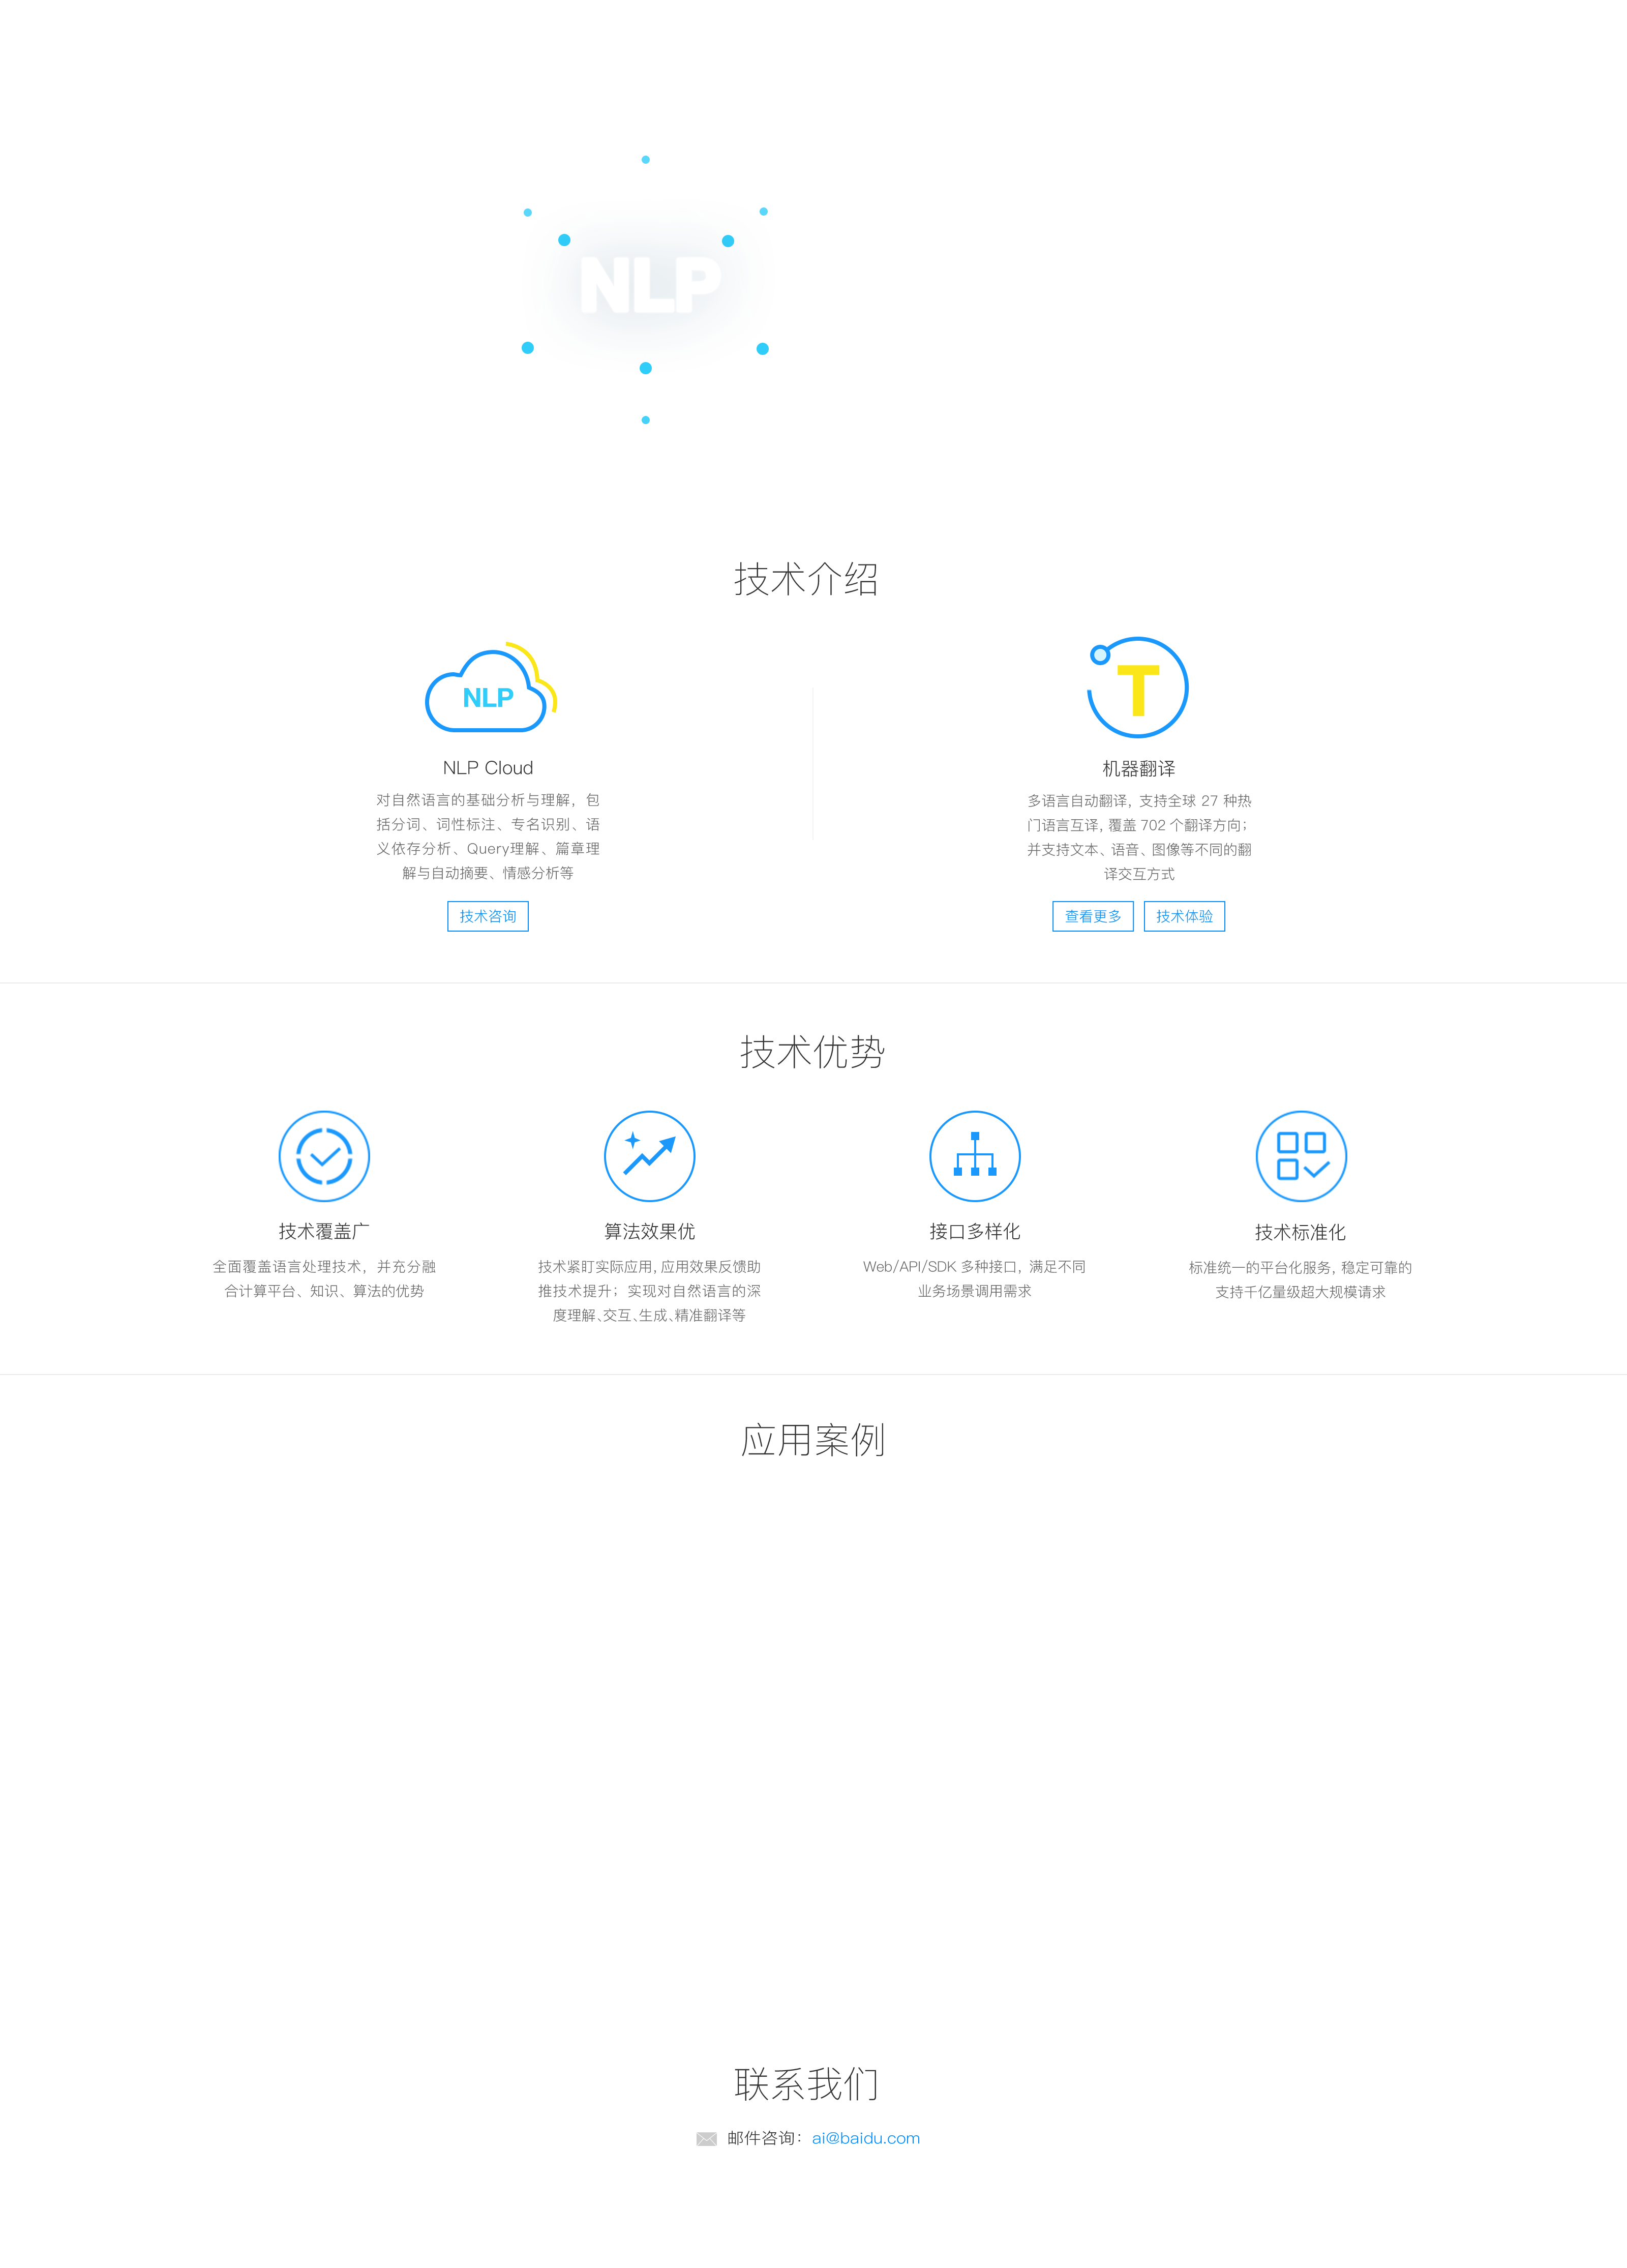 NLP
技术介绍
NLP
NLP Cloud
对自然语言的基础分析与理解，包
括分词、词性标注、专名识别、语
义依存分析、Query理解、篇章理
解与自动摘要、情感分析等
技术咨询
T
机器翻译
多语言自动翻译，支持全球 27 种热
门语言互译，覆盖 702 个翻译方向；
并支持文本、语音、图像等不同的翻
译交互方式
查看更多
技术体验
技术优势
技术覆盖广
全面覆盖语言处理技术，并充分融
合计算平台、知识、算法的优势
算法效果优
技术紧盯实际应用，应用效果反馈助
推技术提升；实现对自然语言的深
度理解、交互、生成、精准翻译等
接口多样化
Web/API/SDK 多种接口，满足不同
业务场景调用需求
技术标准化
标准统一的平台化服务，稳定可靠的
支持千亿量级超大规模请求
应用案例
联系我们
邮件咨询：ai@baidu.com